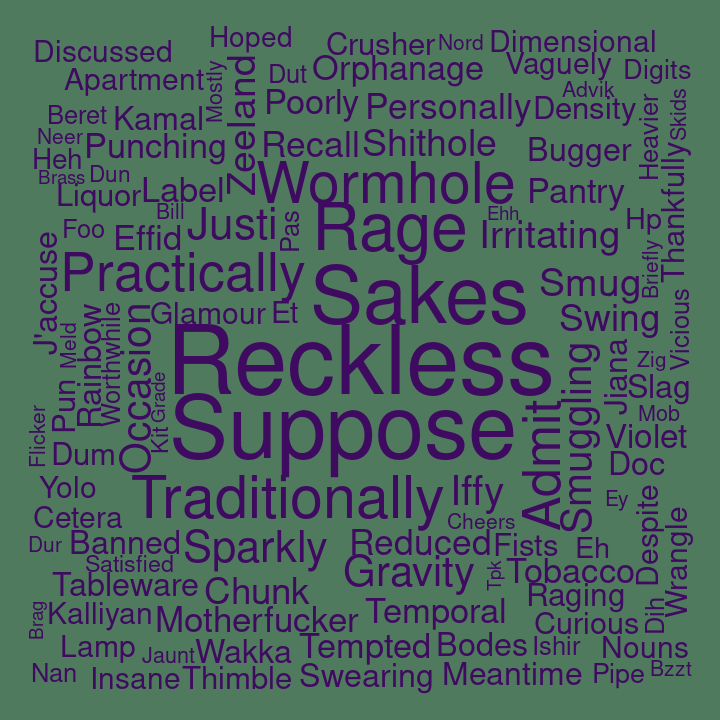 Hoped
Discussed
Crusher
Nord
Dimensional
Apartment
Mostly
Zeeland
Dut
Orphanage
Vaguely
Digits
Advik
Skids
Beret
Kamal
Poorly
Personally
Density
Heavier
Neer
Punching
Recall
Shithole
Bugger
Thankfully
Heh
Brass
Dun
Liquor
Label
Wormhole
Pantry
Bill
Foo
Effid
Justi
Pas
Rage
Ehh
Irritating
Hp
Briefly
J'accuse
Practically
Sakes
Smug
Meld
Rainbow
Worthwhile
Occasion
Glamour
Et
Swing
Vicious
Reckless
Zig
Pun
Kit
Grade
Suppose
Admit
Smuggling
Jiana
Slag
Mob
Flicker
Dum
Violet
Doc
Yolo
Traditionally
Iffy
Ey
Cetera
Cheers
Despite
Wrangle
Dur
Banned
Sparkly
Reduced
Fists
Eh
Satisfied
Gravity
Tpk
Tobacco
Tableware
Chunk
Raging
Brag
Kalliyan
Motherfucker
Temporal
Curious
Dih
Lamp
Jaunt
Wakka
Tempted
Bodes
Ishir
Nouns
Nan
Insane
Thimble
Swearing
Meantime
Pipe
Bzzt